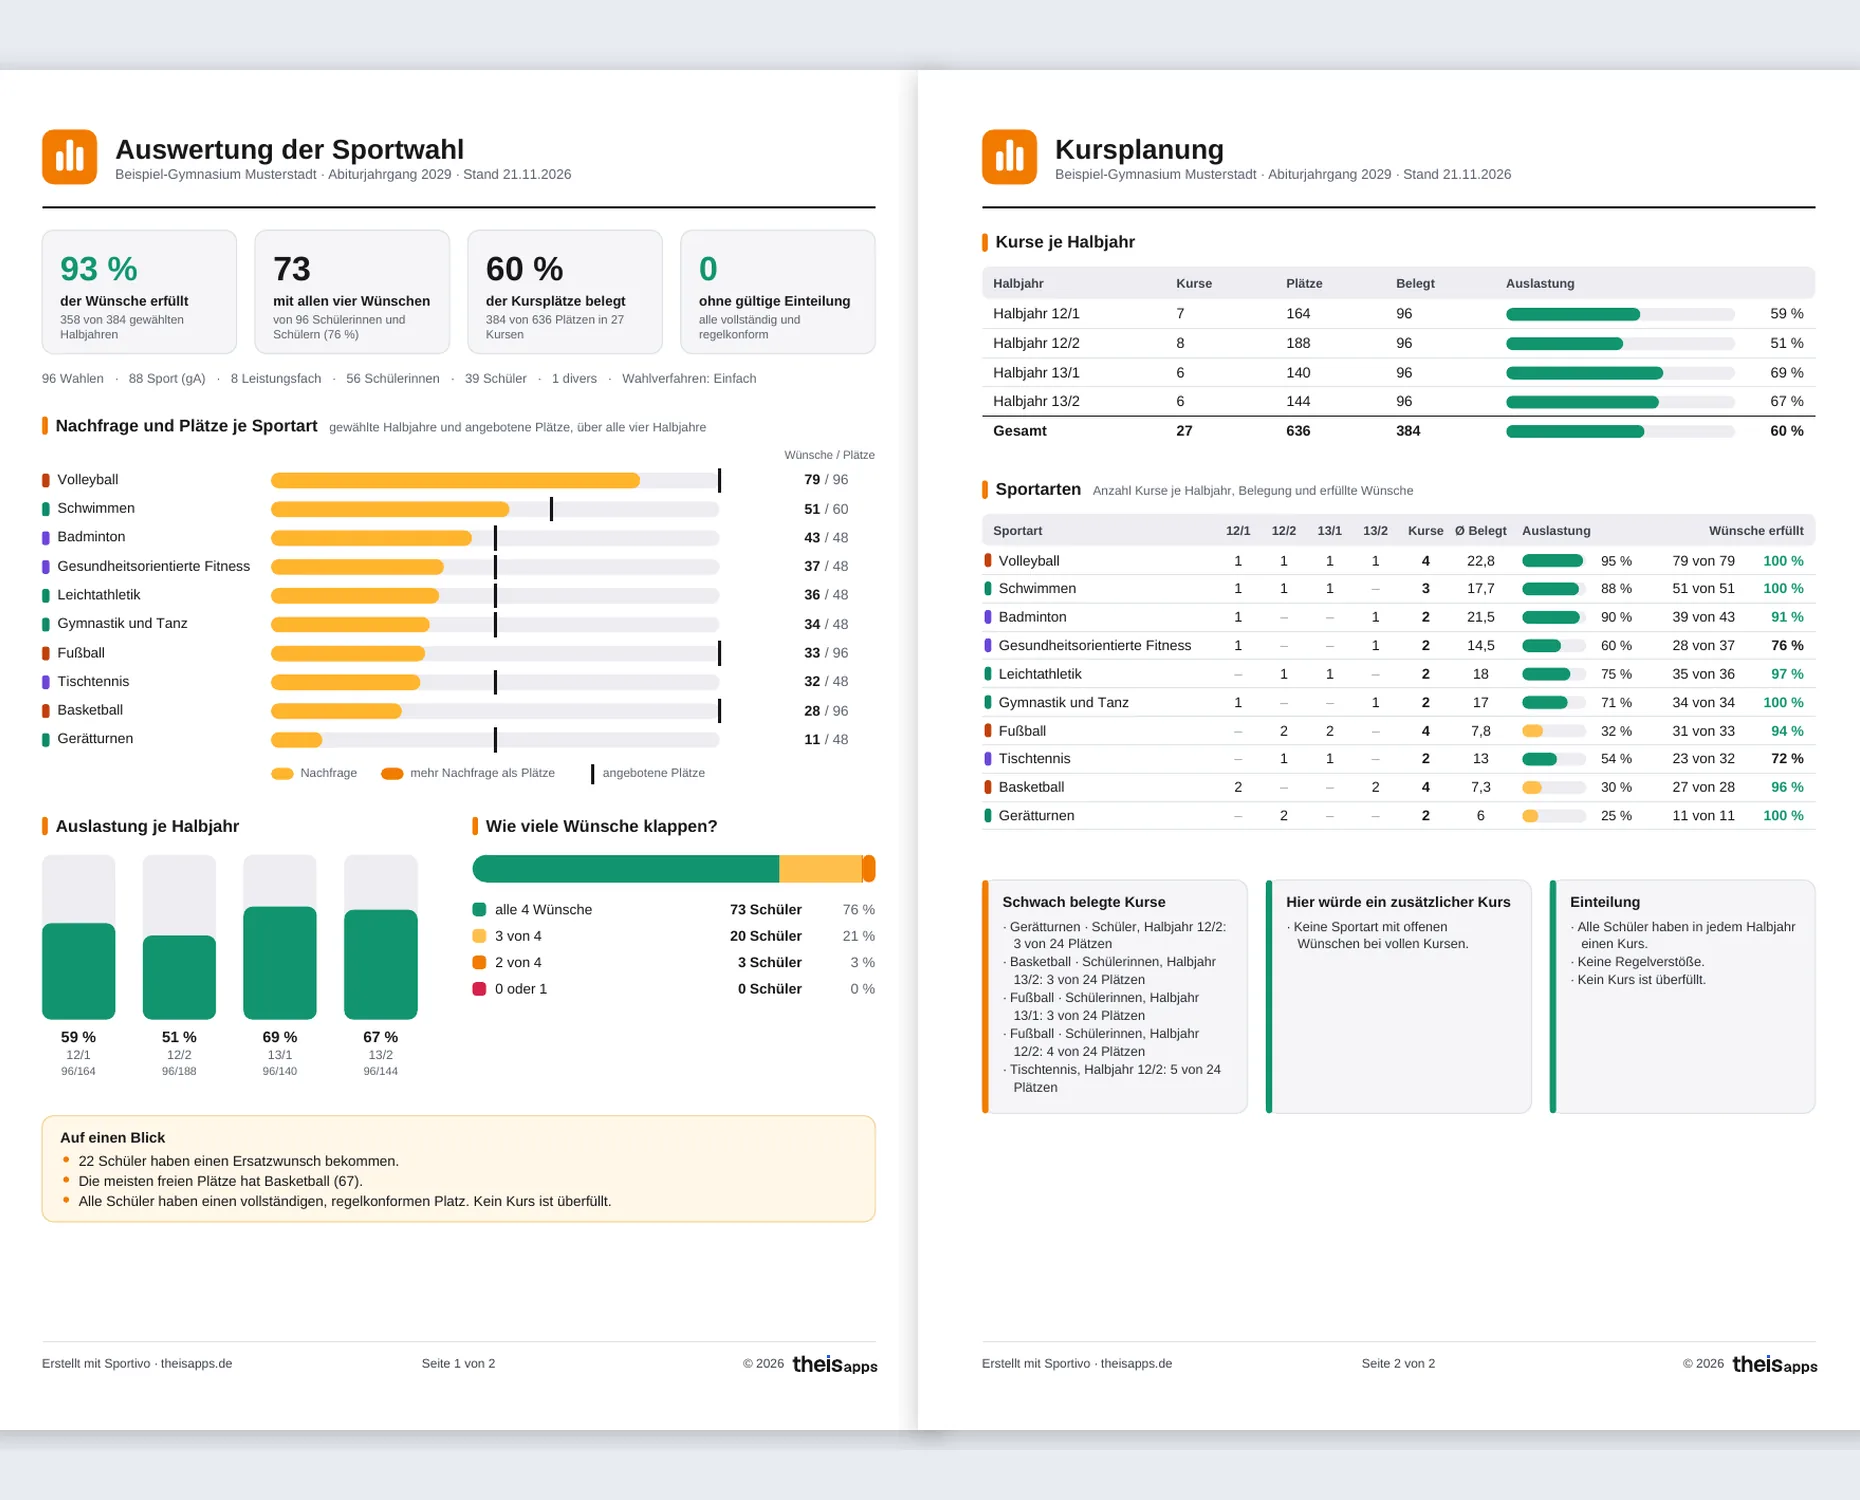 Auswertung der Sportwahl
Beispiel-Gymnasium Musterstadt · Abiturjahrgang 2029 · Stand 21.11.2026
93 %
der Wünsche erfüllt
358 von 384 gewählten
Halbjahren
73
mit allen vier Wünschen
von 96 Schülerinnen und
Schülern (76 %)
60 %
der Kursplätze belegt
384 von 636 Plätzen in 27
Kursen
0
ohne gültige Einteilung
alle vollständig und
regelkonform
96 Wahlen · 88 Sport (gA) · 8 Leistungsfach · 56 Schülerinnen · 39 Schüler · 1 divers · Wahlverfahren: Einfach
Nachfrage und Plätze je Sportart gewählte Halbjahre und angebotene Plätze, über alle vier Halbjahre
Wünsche / Plätze
Volleyball 79 / 96
Schwimmen 51 / 60
Badminton 43 / 48
Gesundheitsorientierte Fitness 37 / 48
Leichtathletik 36 / 48
Gymnastik und Tanz 34 / 48
Fußball 33 / 96
Tischtennis 32 / 48
Basketball 28 / 96
Gerätturnen 11 / 48
Nachfrage mehr Nachfrage als Plätze angebotene Plätze
Auslastung je Halbjahr
59 % 51 % 69 % 67 %
12/1 12/2 13/1 13/2
96/164 96/188 96/140 96/144
Wie viele Wünsche klappen?
alle 4 Wünsche 73 Schüler 76 %
3 von 4 20 Schüler 21 %
2 von 4 3 Schüler 3 %
0 oder 1 0 Schüler 0 %
Auf einen Blick
22 Schüler haben einen Ersatzwunsch bekommen.
Die meisten freien Plätze hat Basketball (67).
Alle Schüler haben einen vollständigen, regelkonformen Platz. Kein Kurs ist überfüllt.
Erstellt mit Sportivo · theisapps.de Seite 1 von 2 © 2026 theisapps
Kursplanung
Beispiel-Gymnasium Musterstadt · Abiturjahrgang 2029 · Stand 21.11.2026
Kurse je Halbjahr
Halbjahr Kurse Plätze Belegt Auslastung
Halbjahr 12/1 7 164 96 59 %
Halbjahr 12/2 8 188 96 51 %
Halbjahr 13/1 6 140 96 69 %
Halbjahr 13/2 6 144 96 67 %
Gesamt 27 636 384 60 %
Sportarten Anzahl Kurse je Halbjahr, Belegung und erfüllte Wünsche
Sportart 12/1 12/2 13/1 13/2 Kurse Ø Belegt Auslastung Wünsche erfüllt
Volleyball 1 1 1 1 4 22,8 95 % 79 von 79 100 %
Schwimmen 1 1 1 – 3 17,7 88 % 51 von 51 100 %
Badminton 1 – – 1 2 21,5 90 % 39 von 43 91 %
Gesundheitsorientierte Fitness 1 – – 1 2 14,5 60 % 28 von 37 76 %
Leichtathletik – 1 1 – 2 18 75 % 35 von 36 97 %
Gymnastik und Tanz 1 – – 1 2 17 71 % 34 von 34 100 %
Fußball – 2 2 – 4 7,8 32 % 31 von 33 94 %
Tischtennis – 1 1 – 2 13 54 % 23 von 32 72 %
Basketball 2 – – 2 4 7,3 30 % 27 von 28 96 %
Gerätturnen – 2 – – 2 6 25 % 11 von 11 100 %
Schwach belegte Kurse
· Gerätturnen · Schüler, Halbjahr 12/2:
3 von 24 Plätzen
· Basketball · Schülerinnen, Halbjahr
13/2: 3 von 24 Plätzen
· Fußball · Schülerinnen, Halbjahr
13/1: 3 von 24 Plätzen
· Fußball · Schülerinnen, Halbjahr
12/2: 4 von 24 Plätzen
· Tischtennis, Halbjahr 12/2: 5 von 24
Plätzen
Hier würde ein zusätzlicher Kurs
· Keine Sportart mit offenen
Wünschen bei vollen Kursen.
Einteilung
· Alle Schüler haben in jedem Halbjahr
einen Kurs.
· Keine Regelverstöße.
· Kein Kurs ist überfüllt.
Erstellt mit Sportivo · theisapps.de Seite 2 von 2 © 2026 theisapps